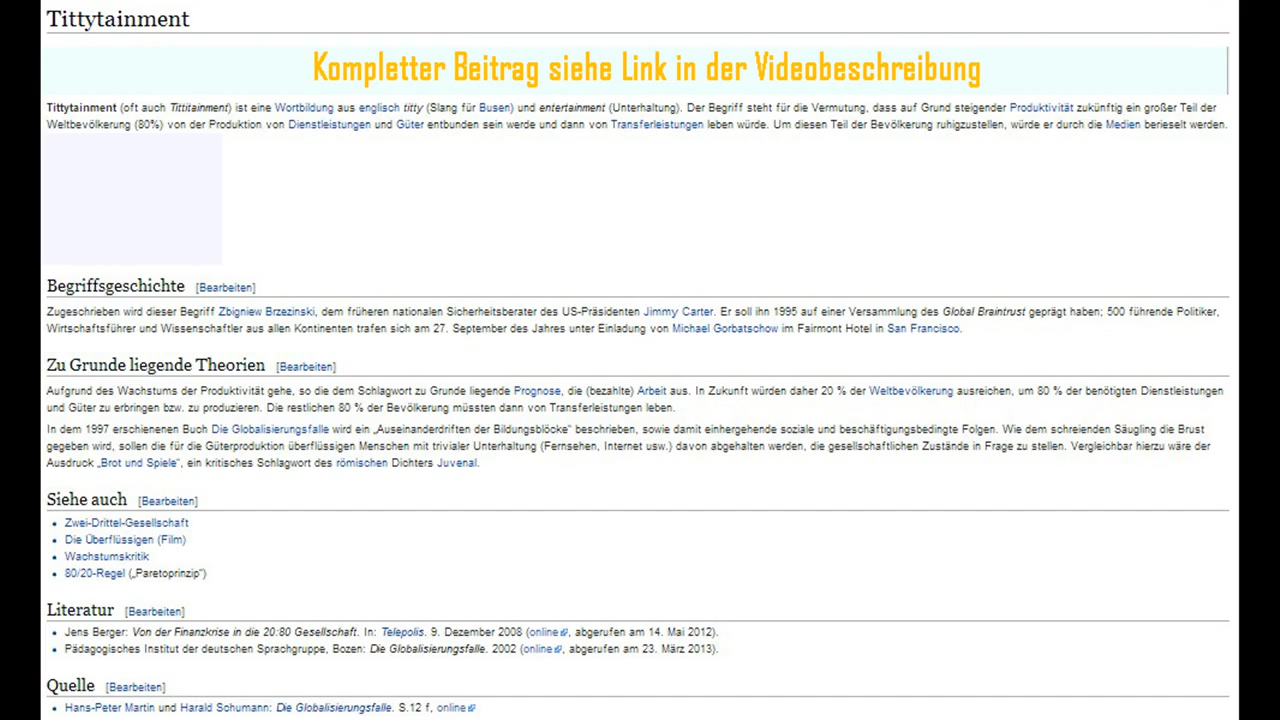 Tittytainment
Kompletter Beitrag siehe Link in der Videobeschreibung
Tittytainment (oft auch Tittitainment) ist eine Wortbildung aus englisch titty (Slang für Busen) und entertainment (Unterhaltung). Der Begriff steht für die Vermutung, dass auf Grund steigender Produktivität zukünftig ein großer Teil der
Weltbevölkerung (80%) von der Produktion von Dienstleistungen und Güter entbunden sein werde und dann von Transferleistungen leben würde. Um diesen Teil der Bevölkerung ruhigzustellen, würde er durch die Medien berieselt werden.
Begriffsgeschichte [Bearbeiten]
Zugeschrieben wird dieser Begriff Zbigniew Brzezinski, dem früheren nationalen Sicherheitsberater des US-Präsidenten Jimmy Carter. Er soll ihn 1995 auf einer Versammlung des Global Braintrust geprägt haben; 500 führende Politiker,
Wirtschaftsführer und Wissenschaftler aus allen Kontinenten trafen sich am 27. September des Jahres unter Einladung von Michael Gorbatschow im Fairmont Hotel in San Francisco.
Zu Grunde liegende Theorien [Bearbeiten]
Aufgrund des Wachstums der Produktivität gehe, so die dem Schlagwort zu Grunde liegende Prognose, die (bezahlte) Arbeit aus. In Zukunft würden daher 20 % der Weltbevölkerung ausreichen, um 80 % der benötigten Dienstleistungen
und Güter zu erbringen bzw. zu produzieren. Die restlichen 80 % der Bevölkerung müssten dann von Transferleistungen leben.
In dem 1997 erschienenen Buch Die Globalisierungsfalle wird ein „Auseinanderdriften der Bildungsblöcke" beschrieben, sowie damit einhergehende soziale und beschäftigungsbedingte Folgen. Wie dem schreienden Säugling die Brust
gegeben wird, sollen die für die Güterproduktion überflüssigen Menschen mit trivialer Unterhaltung (Fernsehen, Internet usw.) davon abgehalten werden, die gesellschaftlichen Zustände in Frage zu stellen. Vergleichbar hierzu wäre der
Ausdruck „Brot und Spiele", ein kritisches Schlagwort des römischen Dichters Juvenal.
Siehe auch [Bearbeiten]
• Zwei-Drittel-Gesellschaft
• Die Überflüssigen (Film)
• Wachstumskritik
• 80/20-Regel („Paretoprinzip")
Literatur [Bearbeiten]
• Jens Berger: Von der Finanzkrise in die 20:80 Gesellschaft. In: Telepolis. 9. Dezember 2008 (online, abgerufen am 14. Mai 2012).
• Pädagogisches Institut der deutschen Sprachgruppe, Bozen: Die Globalisierungsfalle. 2002 (online, abgerufen am 23. März 2013).
Quelle [Bearbeiten]
• Hans-Peter Martin und Harald Schumann: Die Globalisierungsfalle. S.12 f, online